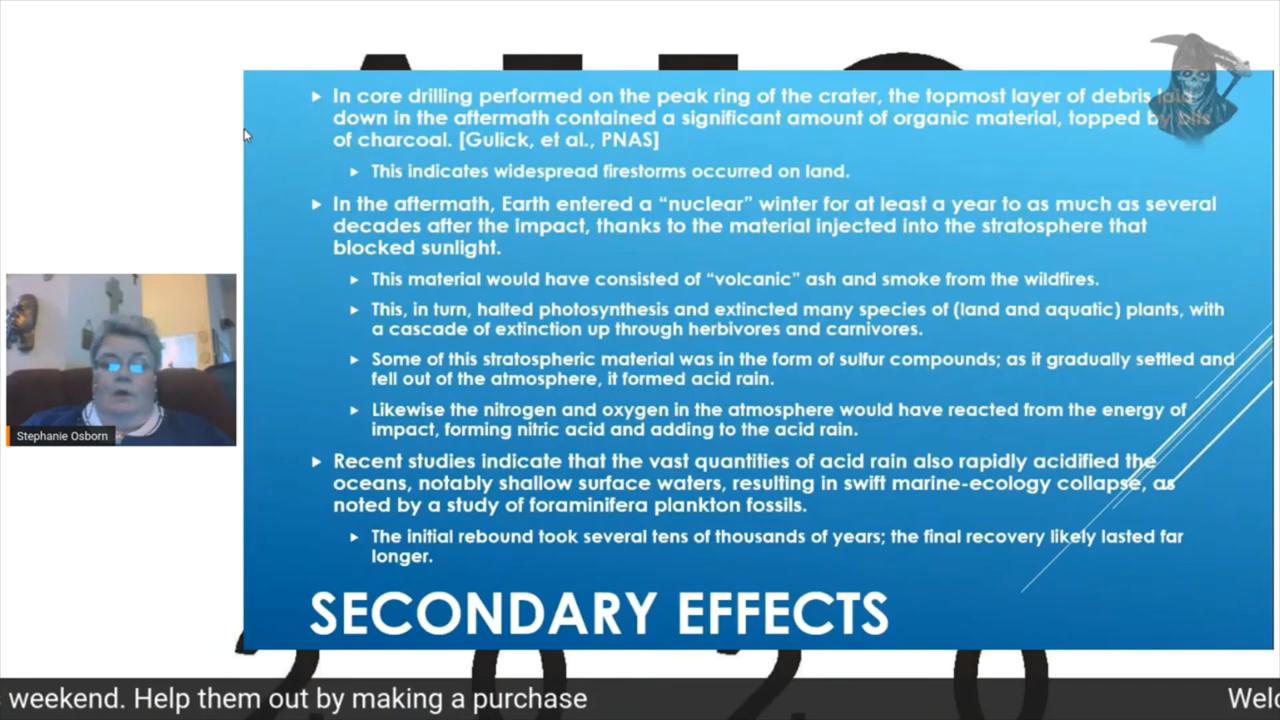 ▸ In core drilling performed on the peak ring of the crater, the topmost layer of debris laid
down in the aftermath contained a significant amount of organic material, topped by bits
of charcoal. [Gulick, et al., PNAS]
▸ This indicates widespread firestorms occurred on land.
▸ In the aftermath, Earth entered a “nuclear” winter for at least a year to as much as several
decades after the impact, thanks to the material injected into the stratosphere that
blocked sunlight.
▸ This material would have consisted of “volcanic” ash and smoke from the wildfires.
▸ This, in turn, halted photosynthesis and extincted many species of (land and aquatic) plants, with
a cascade of extinction up through herbivores and carnivores.
▸ Some of this stratospheric material was in the form of sulfur compounds; as it gradually settled and
fell out of the atmosphere, it formed acid rain.
▸ Likewise the nitrogen and oxygen in the atmosphere would have reacted from the energy of
impact, forming nitric acid and adding to the acid rain.
▸ Recent studies indicate that the vast quantities of acid rain also rapidly acidified the
oceans, notably shallow surface waters, resulting in swift marine-ecology collapse, as
noted by a study of foraminifera plankton fossils.
▸ The initial rebound took several tens of thousands of years; the final recovery likely lasted far
longer.
SECONDARY EFFECTS
Stephanie Osborn
2020
weekend. Help them out by making a purchase
Welc